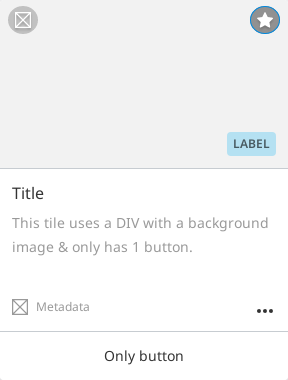 LABEL
Title
This tile uses a DIV with a background
image & only has 1 button.
Metadata
Only button